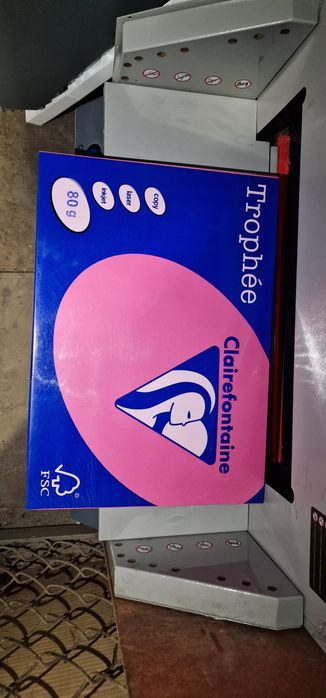 Trophée
copy
laser
inkjet
80 g
Clairefontaine
FSC
®